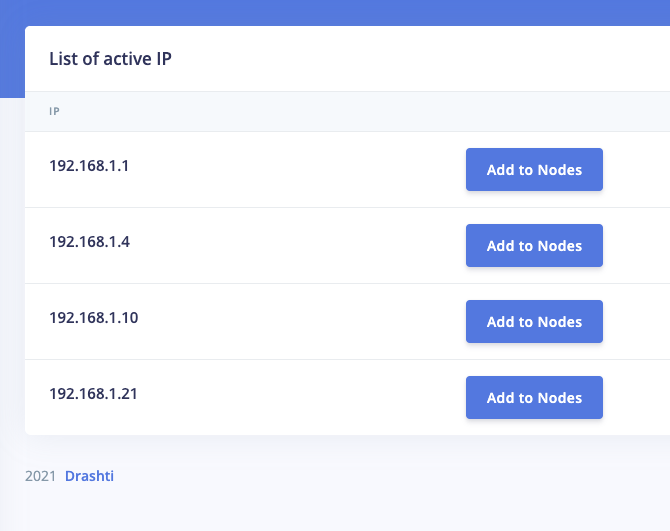 List of active IP
IP
192.168.1.1 Add to Nodes
192.168.1.4 Add to Nodes
192.168.1.10 Add to Nodes
192.168.1.21 Add to Nodes
2021 Drashti